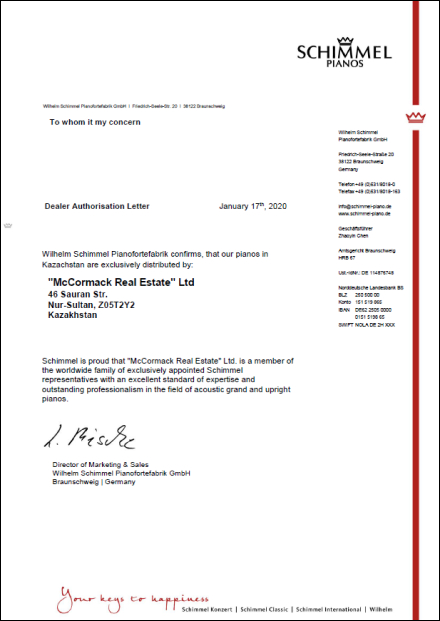 SCHIMMEL
PIANOS
Wilhelm Schimmel Pianofortefabrik GmbH | Friedrich-Seele-Str. 20 | 38122 Braunschweig
To whom it my concern
Wilhelm Schimmel
Pianofortefabrik GmbH
Friedrich-Seele-Straße 20
38122 Braunschweig
Germany
Telefon +49 (0)531/8018-0
Telefax +49 (0)531/8018-163
info@schimmel-piano.de
www.schimmel-piano.de
Geschäftsführer
Zhaoyin Chen
Amtsgericht Braunschweig
HRB 67
Ust.-IdNr.: DE 114876749
Norddeutsche Landesbank BS
BLZ 250 500 00
Konto 151 519 865
IBAN DE62 2505 0000
0151 5198 65
SWIFT NOLA DE 2H XXX
Dealer Authorisation Letter January 17th, 2020
Wilhelm Schimmel Pianofortefabrik confirms, that our pianos in
Kazachstan are exclusively distributed by:
"McCormack Real Estate" Ltd
46 Sauran Str.
Nur-Sultan, Z05T2Y2
Kazakhstan
Schimmel is proud that "McCormack Real Estate" Ltd. is a member of
the worldwide family of exclusively appointed Schimmel
representatives with an excellent standard of expertise and
outstanding professionalism in the field of acoustic grand and upright
pianos.
Director of Marketing & Sales
Wilhelm Schimmel Pianofortefabrik GmbH
Braunschweig | Germany
Your keys to happiness
Schimmel Konzert | Schimmel Classic | Schimmel International | Wilhelm